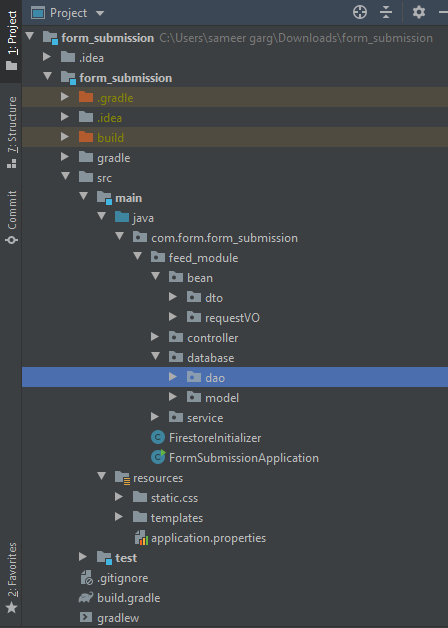 Project
form_submission C:\Users\sameer garg\Downloads\form_submission
.idea
form_submission
.gradle
.idea
build
gradle
src
main
java
com.form.form_submission
feed_module
bean
dto
requestVO
controller
database
dao
model
service
FirestoreInitializer
FormSubmissionApplication
resources
static.css
templates
application.properties
test
.gitignore
build.gradle
gradlew
1: Project
7: Structure
Commit
2: Favorites